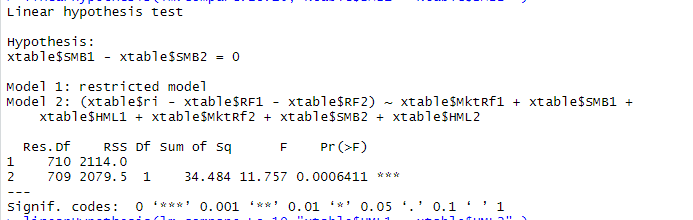 Linear hypothesis test
Hypothesis:
xtable$SMB1 - xtable$SMB2 = 0
Model 1: restricted model
Model 2: (xtable$ri - xtable$RF1 - xtable$RF2) ~ xtable$MktRf1 + xtable$SMB1 +
xtable$HML1 + xtable$MktRf2 + xtable$SMB2 + xtable$HML2
Res.Df RSS Df Sum of Sq F Pr(>F)
1 710 2114.0
2 709 2079.5 1 34.484 11.757 0.0006411 ***
---
Signif. codes: 0 ‘***’ 0.001 ‘**’ 0.01 ‘*’ 0.05 ‘.’ 0.1 ‘ ’ 1